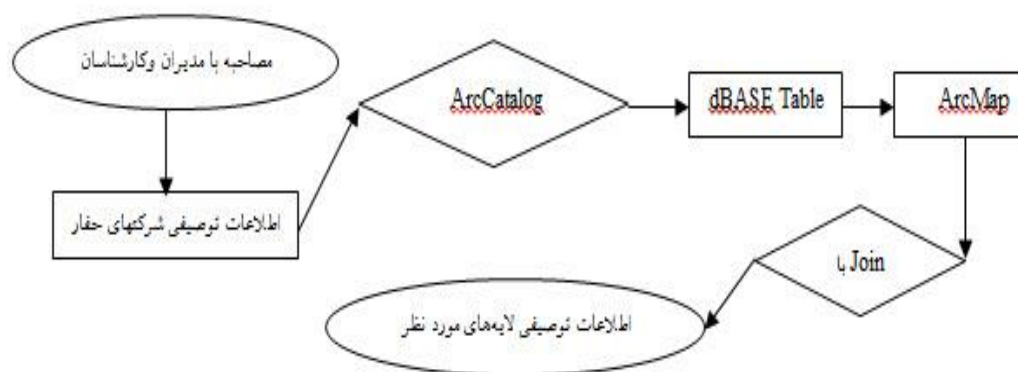 مصاحبه با مدیران وکارشناسان
اطلاعات توصیفی شرکتهای حفار
ArcCatalog
dBASE Table
ArcMap
Join با
اطلاعات توصیفی لایه‌های مورد نظر